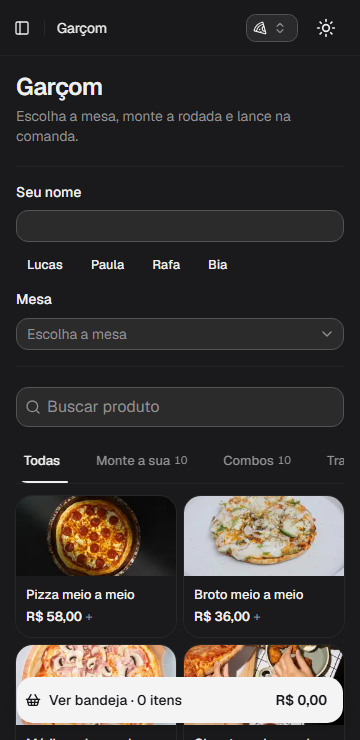 Garçom
Garçom
Escolha a mesa, monte a rodada e lance na
comanda.
Seu nome
Lucas Paula Rafa Bia
Mesa
Escolha a mesa
Buscar produto
Todas Monte a sua 10 Combos 10 Tra
Pizza meio a meio Broto meio a meio
R$ 58,00 + R$ 36,00 +
Ver bandeja · 0 itens R$ 0,00